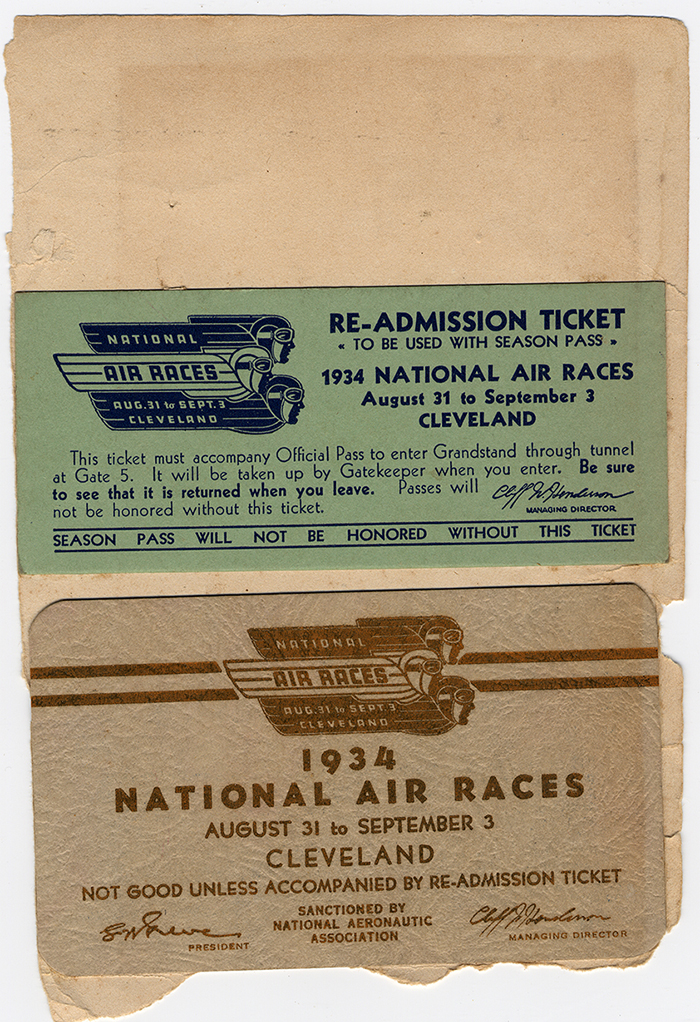 NATIONAL
AIR RACES
AUG. 31 to SEPT. 3
CLEVELAND
RE-ADMISSION TICKET
« TO BE USED WITH SEASON PASS »
1934 NATIONAL AIR RACES
August 31 to September 3
CLEVELAND
This ticket must accompany Official Pass to enter Grandstand through tunnel
at Gate 5. It will be taken up by Gatekeeper when you enter. Be sure
to see that it is returned when you leave. Passes will
not be honored without this ticket.
Cliff W Henderson
MANAGING DIRECTOR
SEASON PASS WILL NOT BE HONORED WITHOUT THIS TICKET
NATIONAL
AIR RACES
AUG. 31 to SEPT. 3
CLEVELAND
1934
NATIONAL AIR RACES
AUGUST 31 to SEPTEMBER 3
CLEVELAND
NOT GOOD UNLESS ACCOMPANIED BY RE-ADMISSION TICKET
PRESIDENT
SANCTIONED BY
NATIONAL AERONAUTIC
ASSOCIATION
Cliff W Henderson
MANAGING DIRECTOR